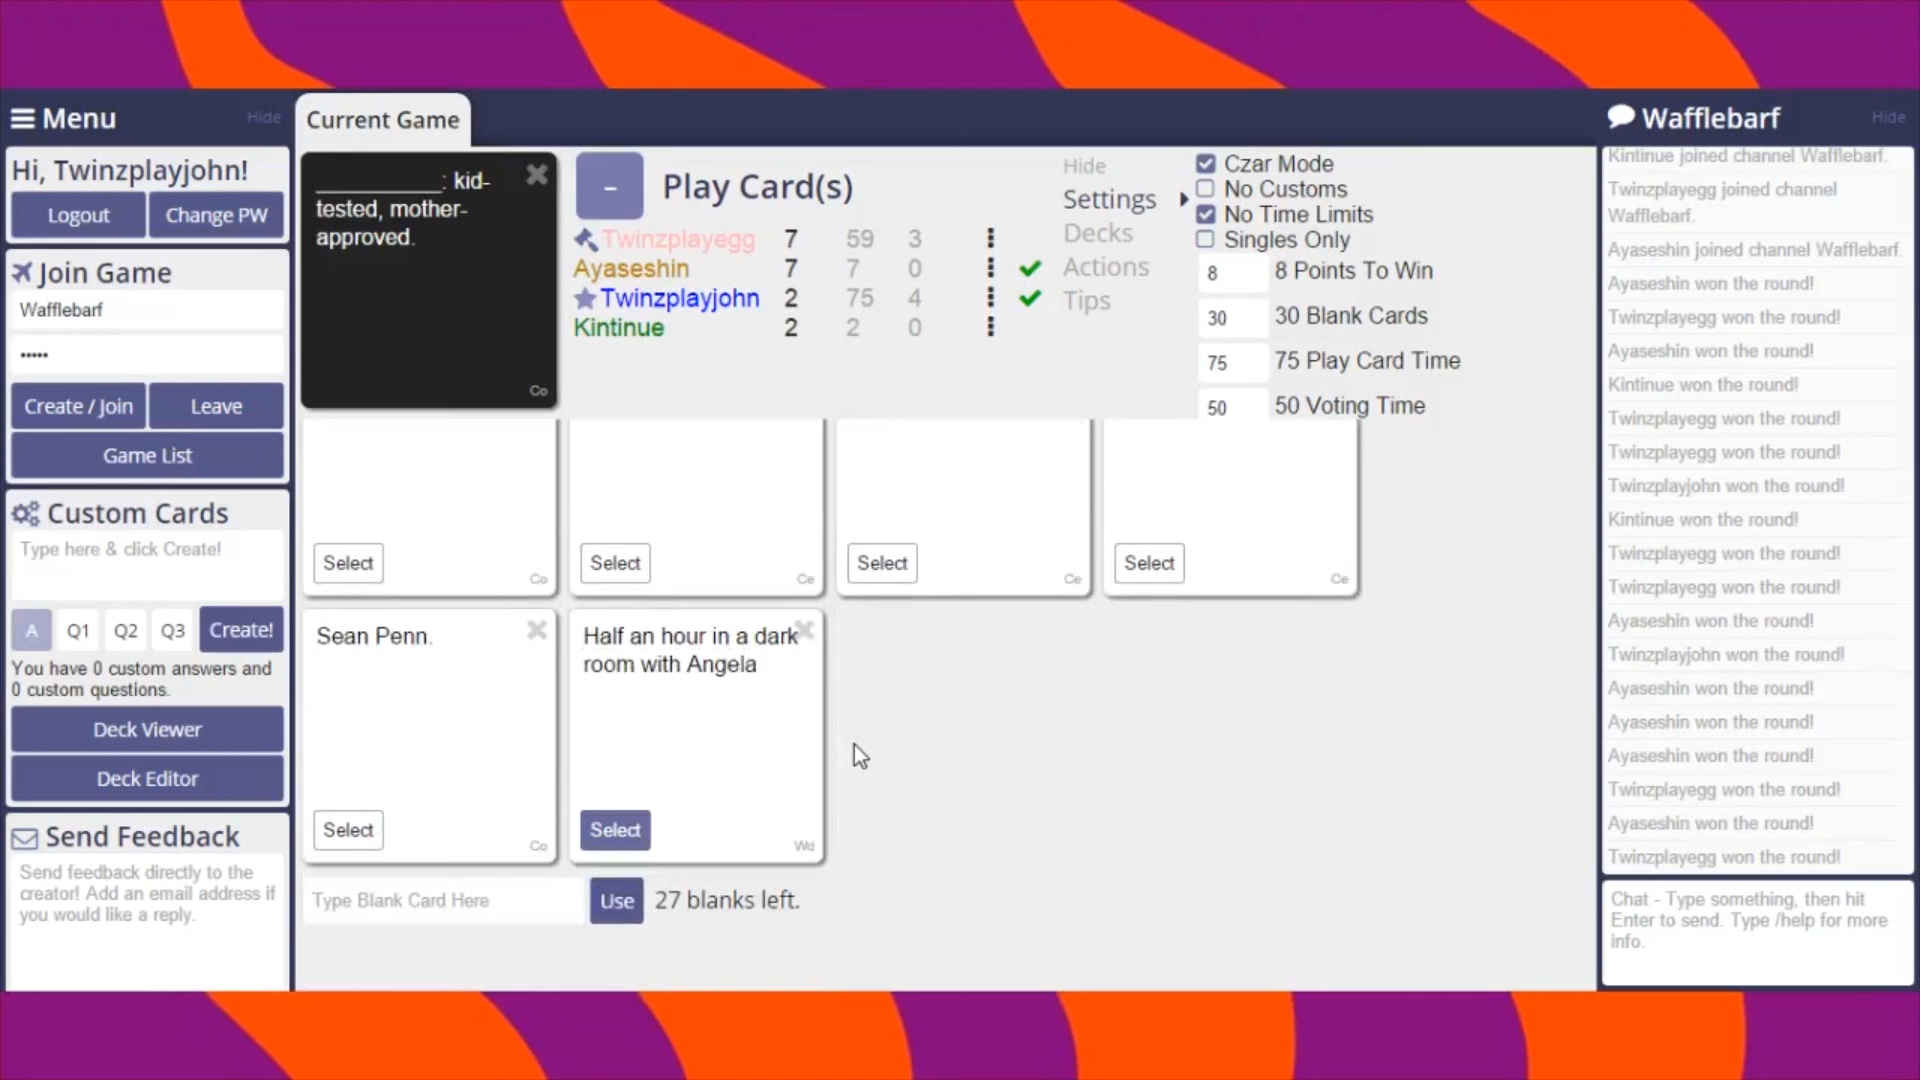 Menu
Hide
Hi, Twinzplayjohn!
Logout
Change PW
Join Game
Wafflebarf
•••••
Create / Join
Leave
Game List
Custom Cards
Type here & click Create!
A
Q1
Q2
Q3
Create!
You have 0 custom answers and
0 custom questions.
Deck Viewer
Deck Editor
Send Feedback
Send feedback directly to the
creator! Add an email address if
you would like a reply.
Current Game
__________: kid-
tested, mother-
approved.
Co
-
Play Card(s)
Twinzplayegg 7 59 3
Ayaseshin 7 7 0
Twinzplayjohn 2 75 4
Kintinue 2 2 0
Hide
Settings
Decks
Actions
Tips
Czar Mode
No Customs
No Time Limits
Singles Only
8 8 Points To Win
30 30 Blank Cards
75 75 Play Card Time
50 50 Voting Time
Select
Co
Select
Ce
Select
Ce
Select
Ce
Sean Penn.
Select
Co
Half an hour in a dark
room with Angela
Select
Wd
Type Blank Card Here
Use
27 blanks left.
Wafflebarf
Hide
Kintinue joined channel Wafflebarf.
Twinzplayegg joined channel
Wafflebarf.
Ayaseshin joined channel Wafflebarf.
Ayaseshin won the round!
Twinzplayegg won the round!
Ayaseshin won the round!
Kintinue won the round!
Twinzplayegg won the round!
Twinzplayegg won the round!
Twinzplayjohn won the round!
Kintinue won the round!
Twinzplayegg won the round!
Twinzplayegg won the round!
Ayaseshin won the round!
Twinzplayjohn won the round!
Ayaseshin won the round!
Ayaseshin won the round!
Ayaseshin won the round!
Twinzplayegg won the round!
Ayaseshin won the round!
Twinzplayegg won the round!
Chat - Type something, then hit
Enter to send. Type /help for more
info.